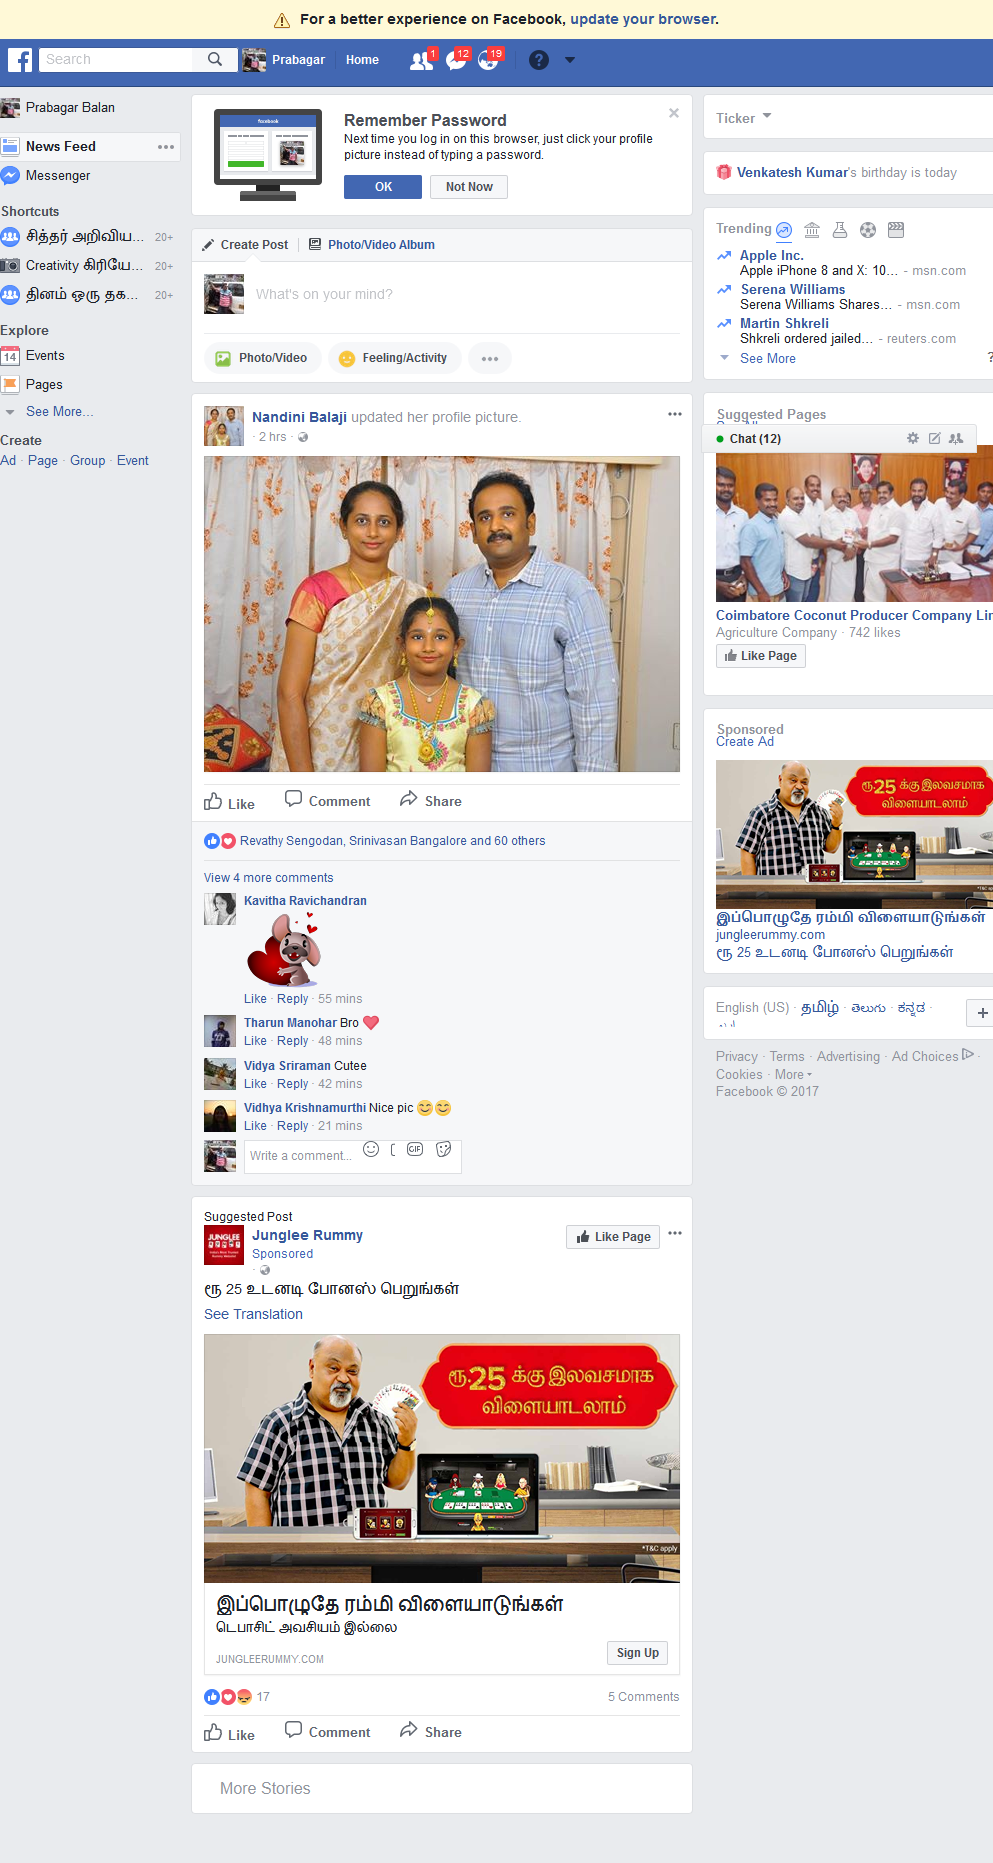 For a better experience on Facebook, update your browser.
Search
Prabagar
Home
1
12
19
Prabagar Balan
News Feed
Messenger
Shortcuts
சித்தர் அறிவிய... 20+
Creativity கிரியே... 20+
தினம் ஒரு தக... 20+
Explore
14 Events
Pages
See More...
Create
Ad · Page · Group · Event
facebook
Remember Password
Next time you log in on this browser, just click your profile
picture instead of typing a password.
OK
Not Now
Create Post
Photo/Video Album
What's on your mind?
Photo/Video
Feeling/Activity
Nandini Balaji updated her profile picture.
· 2 hrs ·
Like
Comment
Share
Revathy Sengodan, Srinivasan Bangalore and 60 others
View 4 more comments
Kavitha Ravichandran
Like · Reply · 55 mins
Tharun Manohar Bro
Like · Reply · 48 mins
Vidya Sriraman Cutee
Like · Reply · 42 mins
Vidhya Krishnamurthi Nice pic
Like · Reply · 21 mins
Write a comment...
GIF
Suggested Post
JUNGLEE
Junglee Rummy
Sponsored
Like Page
ரூ 25 உடனடி போனஸ் பெறுங்கள்
See Translation
ரூ.25 க்கு இலவசமாக
விளையாடலாம்
*T&C apply
இப்பொழுதே ரம்மி விளையாடுங்கள்
டெபாசிட் அவசியம் இல்லை
JUNGLEERUMMY.COM
Sign Up
17
5 Comments
Like
Comment
Share
More Stories
Ticker
Venkatesh Kumar's birthday is today
Trending
Apple Inc.
Apple iPhone 8 and X: 10... - msn.com
Serena Williams
Serena Williams Shares... - msn.com
Martin Shkreli
Shkreli ordered jailed... - reuters.com
See More
?
Suggested Pages
Chat (12)
Coimbatore Coconut Producer Company Lir
Agriculture Company · 742 likes
Like Page
Sponsored
Create Ad
ரூ25 க்கு இலவசமாக
விளையாடலாம்
*T&C
இப்பொழுதே ரம்மி விளையாடுங்கள்
jungleerummy.com
ரூ 25 உடனடி போனஸ் பெறுங்கள்
English (US) · தமிழ் · తెలుగు · ಕನ್ನಡ ·
Privacy · Terms · Advertising · Ad Choices ·
Cookies · More
Facebook © 2017